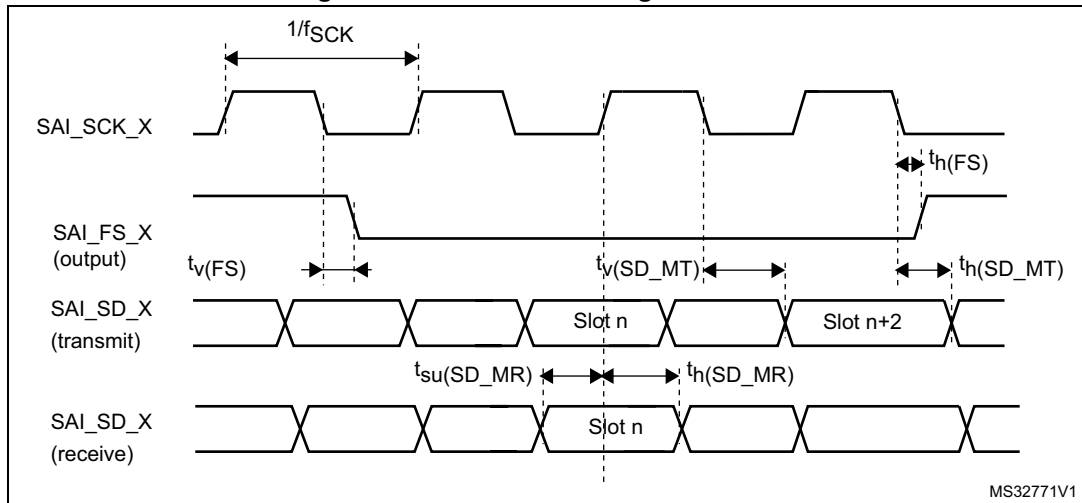 1/fSCK
SAI_SCK_X
th(FS)
SAI_FS_X
(output)
tv(FS)
tv(SD_MT)
th(SD_MT)
SAI_SD_X
(transmit)
Slot n
Slot n+2
tsu(SD_MR)
th(SD_MR)
SAI_SD_X
(receive)
Slot n
MS32771V1